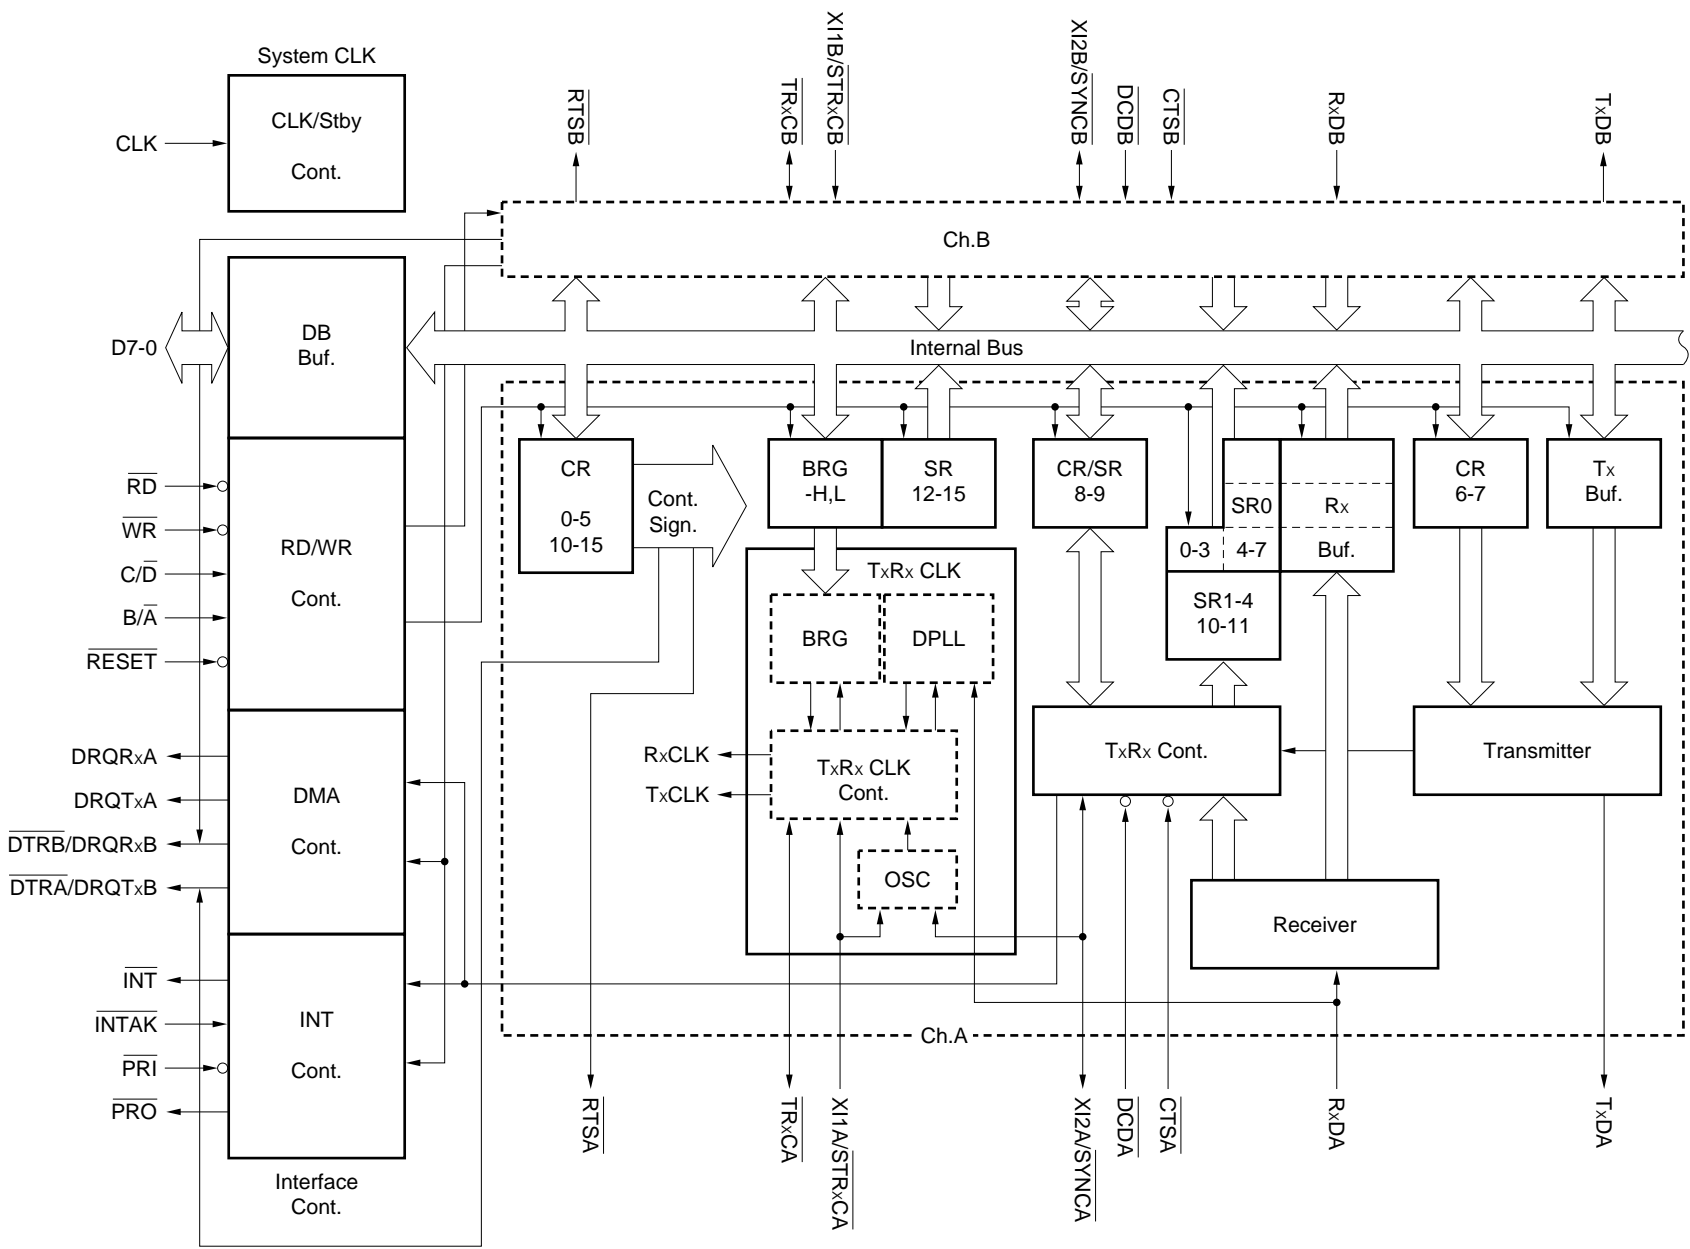 System CLK
CLK
CLK/Stby
Cont.
XI1B/STRxCB
XI2B/SYNCB
RTSB
TRxCB
DCDB
CTSB
RxDB
TxDB
Ch.B
D7-0
DB
Buf.
Internal Bus
RD
WR
C/D
B/A
RESET
RD/WR
Cont.
CR
0-5
10-15
Cont.
Sign.
BRG
-H,L
SR
12-15
CR/SR
8-9
SR0
0-3
4-7
Rx
Buf.
SR1-4
10-11
CR
6-7
Tx
Buf.
TxRx CLK
BRG
DPLL
TxRx CLK
Cont.
RxCLK
TxCLK
OSC
TxRx Cont.
Transmitter
Receiver
DRQRxA
DRQTxA
DTRB/DRQRxB
DTRA/DRQTxB
DMA
Cont.
INT
INTAK
PRI
PRO
INT
Cont.
Ch.A
Interface
Cont.
RTSA
TRxCA
XI1A/STRxCA
XI2A/SYNCA
DCDA
CTSA
RxDA
TxDA